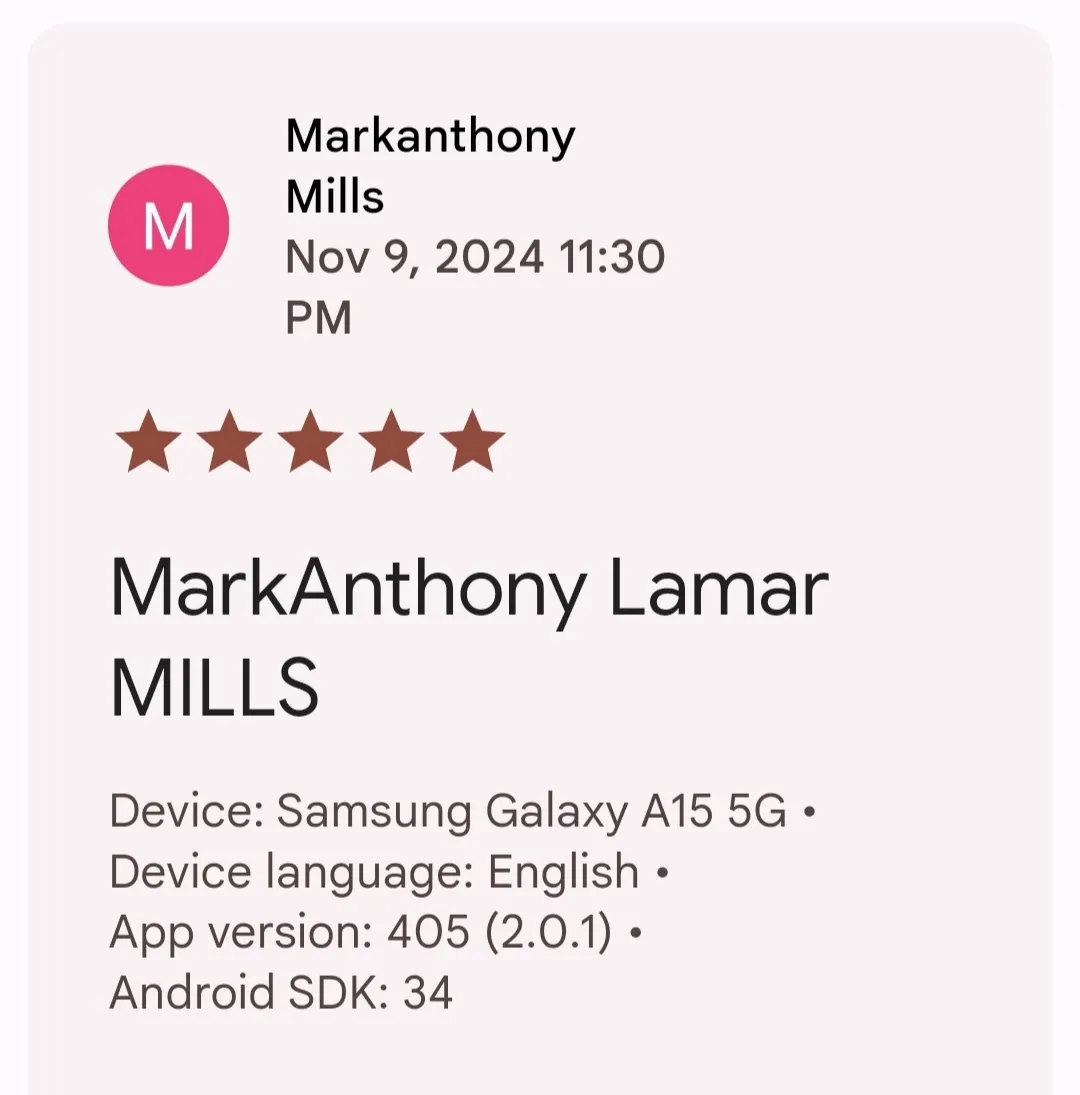 Markanthony
Mills
M
Nov 9, 2024 11:30
PM
MarkAnthony Lamar
MILLS
Device: Samsung Galaxy A15 5G •
Device language: English •
App version: 405 (2.0.1) •
Android SDK: 34